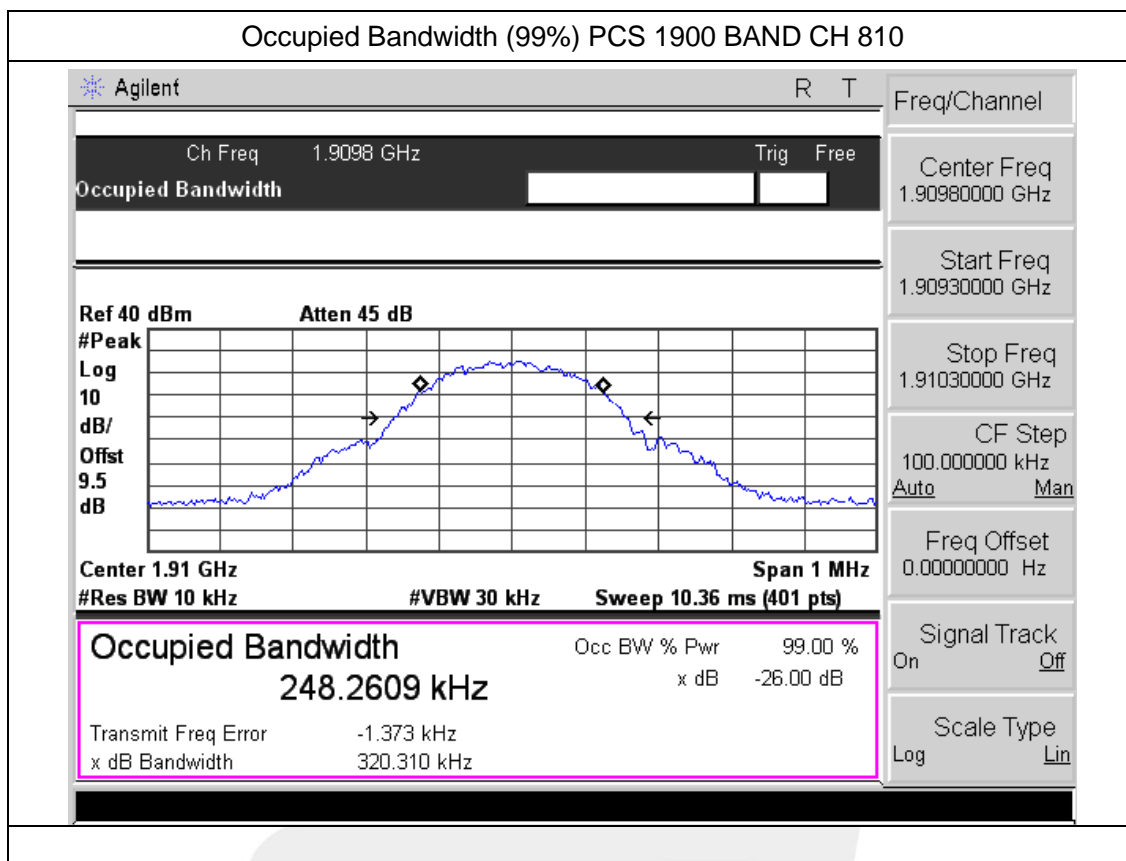 Occupied Bandwidth (99%) PCS 1900 BAND CH 810
Agilent R T
Freq/Channel
Ch Freq 1.9098 GHz Trig Free
Occupied Bandwidth
Center Freq
1.90980000 GHz
Start Freq
1.90930000 GHz
Stop Freq
1.91030000 GHz
CF Step
100.000000 kHz
Auto Man
Freq Offset
0.00000000 Hz
Signal Track
On Off
Scale Type
Log Lin
Ref 40 dBm Atten 45 dB
#Peak
Log
10
dB/
Offst
9.5
dB
Center 1.91 GHz Span 1 MHz
#Res BW 10 kHz #VBW 30 kHz Sweep 10.36 ms (401 pts)
Occupied Bandwidth Occ BW % Pwr 99.00 %
248.2609 kHz x dB -26.00 dB
Transmit Freq Error -1.373 kHz
x dB Bandwidth 320.310 kHz